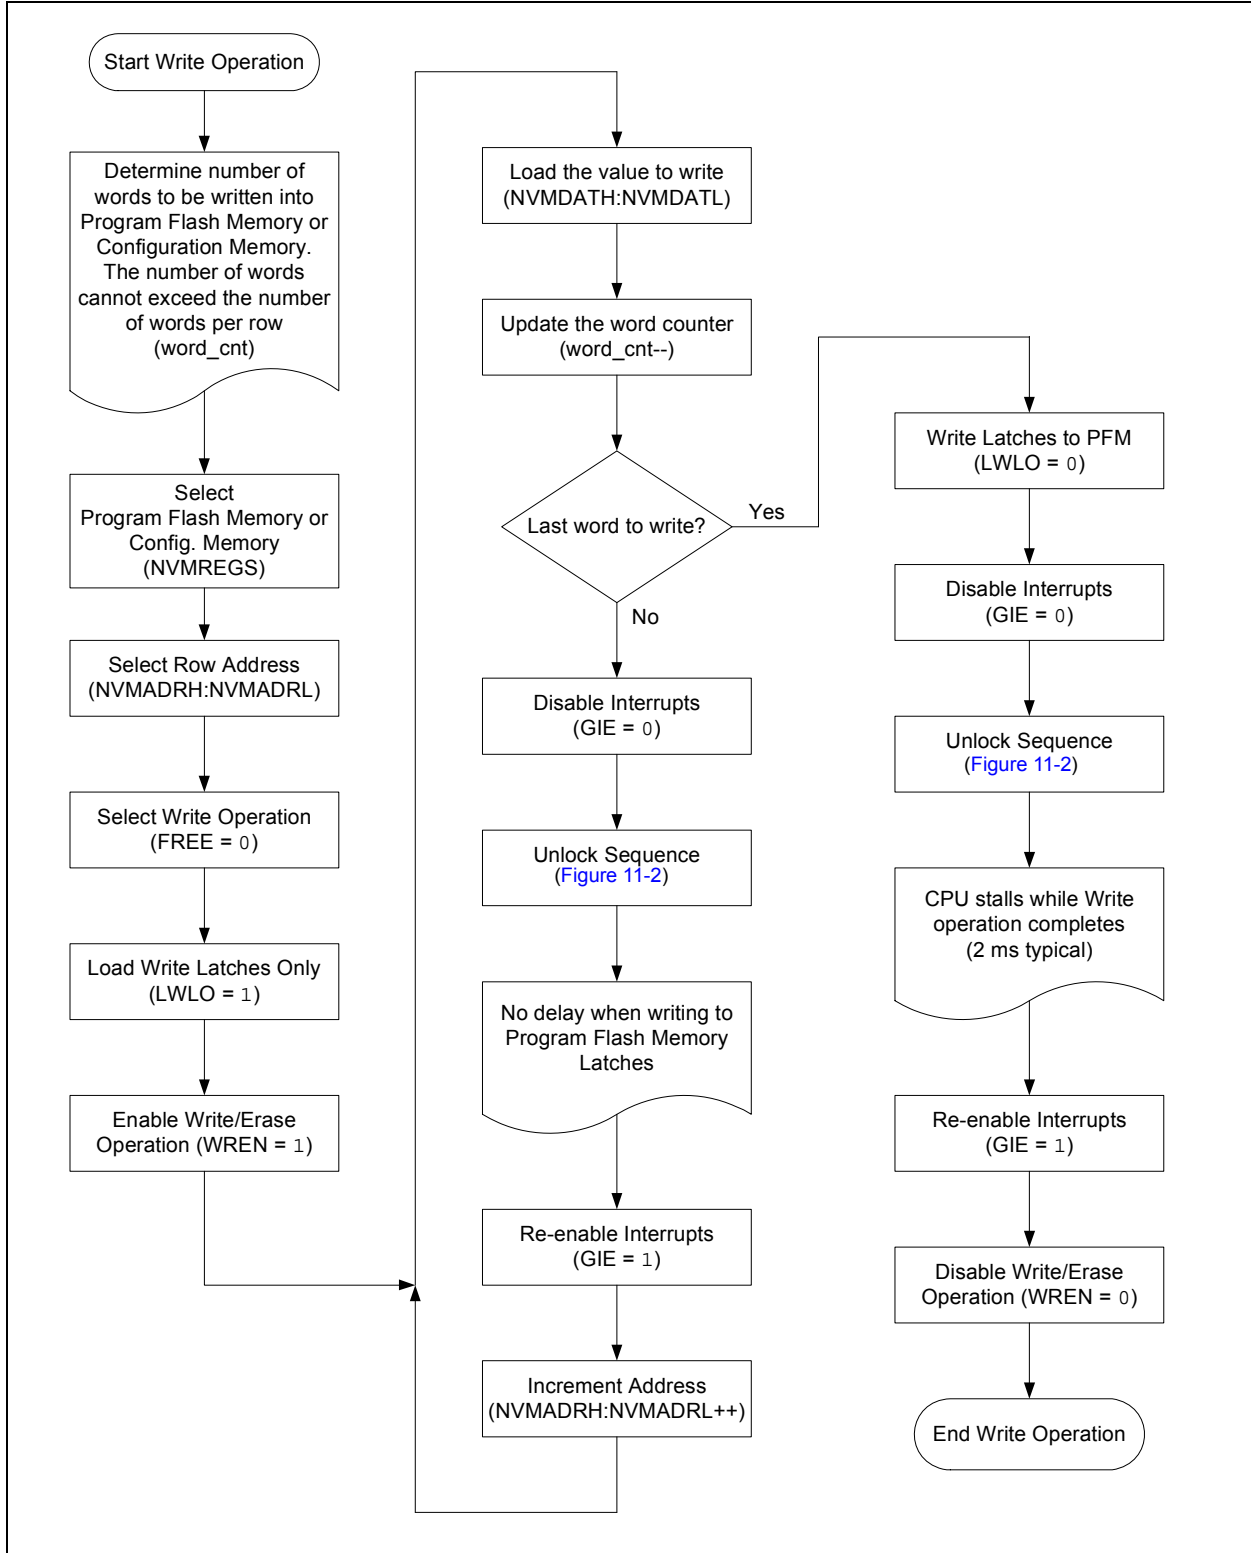 Start Write Operation
Determine number of
words to be written into
Program Flash Memory or
Configuration Memory.
The number of words
cannot exceed the number
of words per row
(word_cnt)
Select
Program Flash Memory or
Config. Memory
(NVMREGS)
Select Row Address
(NVMADRH:NVMADRL)
Select Write Operation
(FREE = 0)
Load Write Latches Only
(LWLO = 1)
Enable Write/Erase
Operation (WREN = 1)
Load the value to write
(NVMDATH:NVMDATL)
Update the word counter
(word_cnt--)
Last word to write?
Yes
No
Disable Interrupts
(GIE = 0)
Unlock Sequence
(Figure 11-2)
No delay when writing to
Program Flash Memory
Latches
Re-enable Interrupts
(GIE = 1)
Increment Address
(NVMADRH:NVMADRL++)
Write Latches to PFM
(LWLO = 0)
Disable Interrupts
(GIE = 0)
Unlock Sequence
(Figure 11-2)
CPU stalls while Write
operation completes
(2 ms typical)
Re-enable Interrupts
(GIE = 1)
Disable Write/Erase
Operation (WREN = 0)
End Write Operation